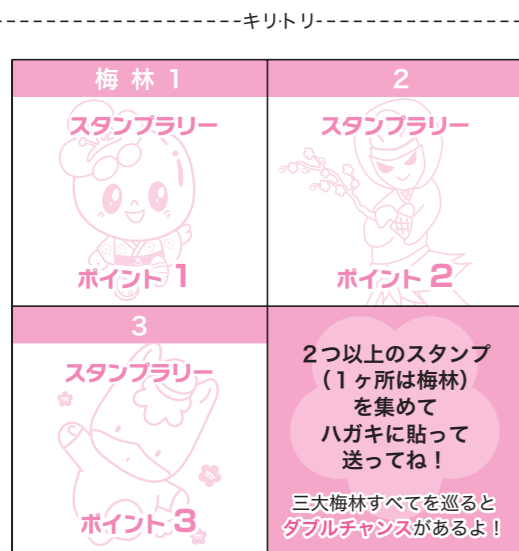 キリトリ
梅林 1
スタンプラリー
ポイント 1
2
スタンプラリー
ポイント 2
3
スタンプラリー
ポイント 3
2つ以上のスタンプ
（1ヶ所は梅林）
を集めて
ハガキに貼って
送ってね！
三大梅林すべてを巡ると
ダブルチャンスがあるよ！